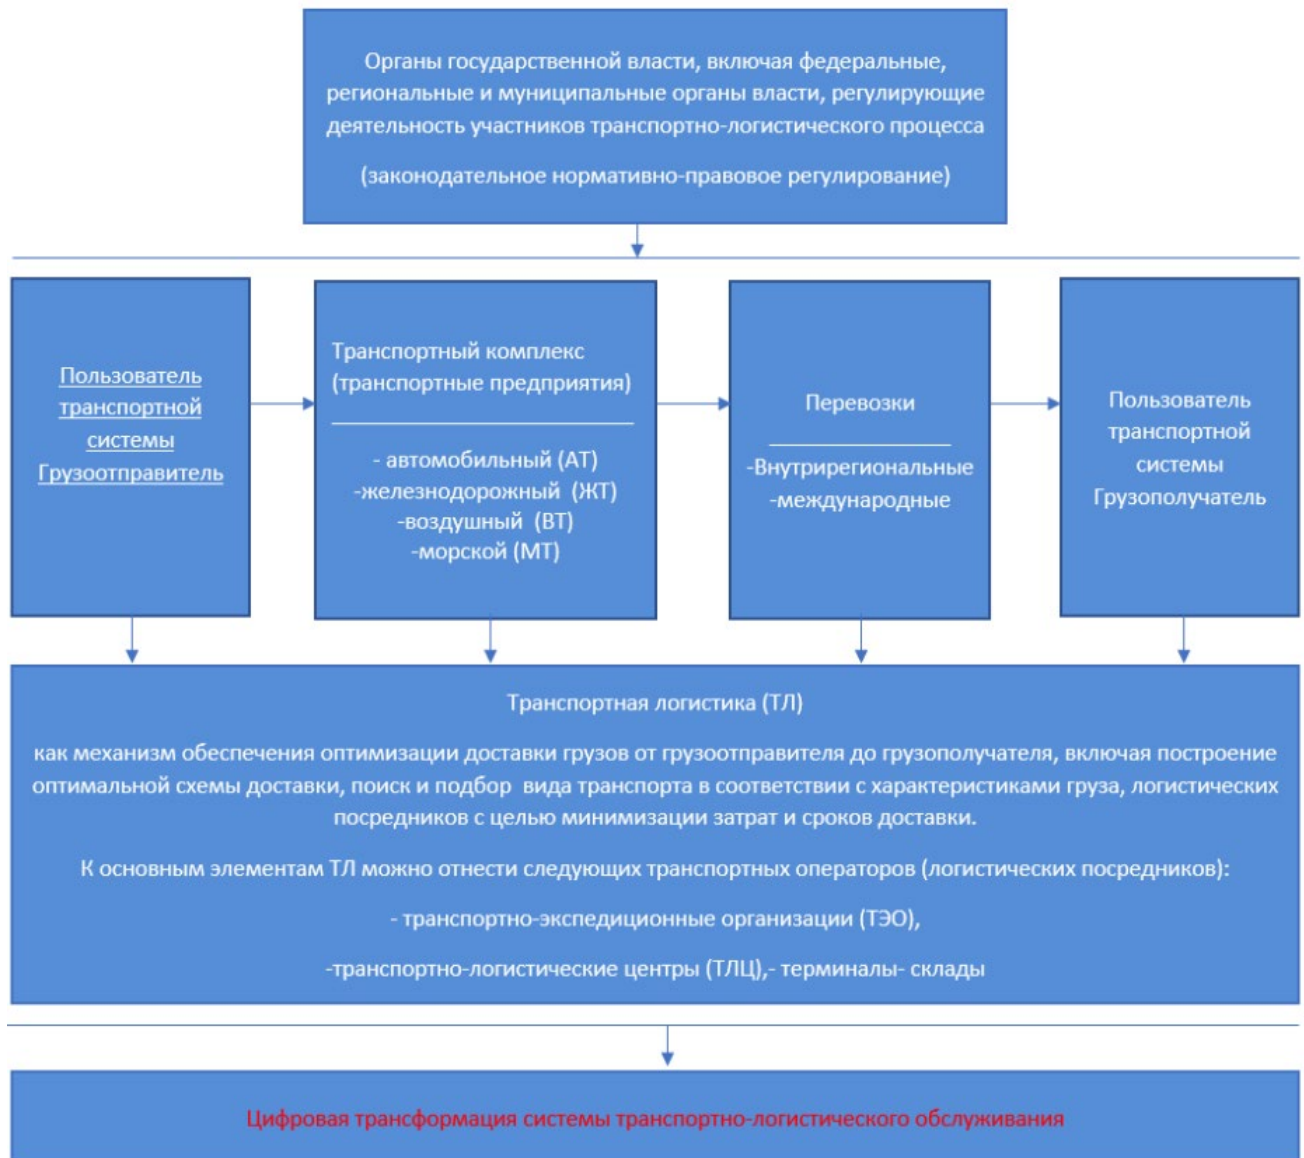 Органы государственной власти, включая федеральные,
региональные и муниципальные органы власти, регулирующие
деятельность участников транспортно-логистического процесса
(законодательное нормативно-правовое регулирование)
Пользователь
транспортной
системы
Грузоотправитель
Транспортный комплекс
(транспортные предприятия)
- автомобильный (АТ)
-железнодорожный (ЖТ)
-воздушный (ВТ)
-морской (МТ)
Перевозки
-Внутрирегиональные
-международные
Пользователь
транспортной
системы
Грузополучатель
Транспортная логистика (ТЛ)
как механизм обеспечения оптимизации доставки грузов от грузоотправителя до грузополучателя, включая построение
оптимальной схемы доставки, поиск и подбор вида транспорта в соответствии с характеристиками груза, логистических
посредников с целью минимизации затрат и сроков доставки.
К основным элементам ТЛ можно отнести следующих транспортных операторов (логистических посредников):
- транспортно-экспедиционные организации (ТЭО),
-транспортно-логистические центры (ТЛЦ),- терминалы- склады
Цифровая трансформация системы транспортно-логистического обслуживания